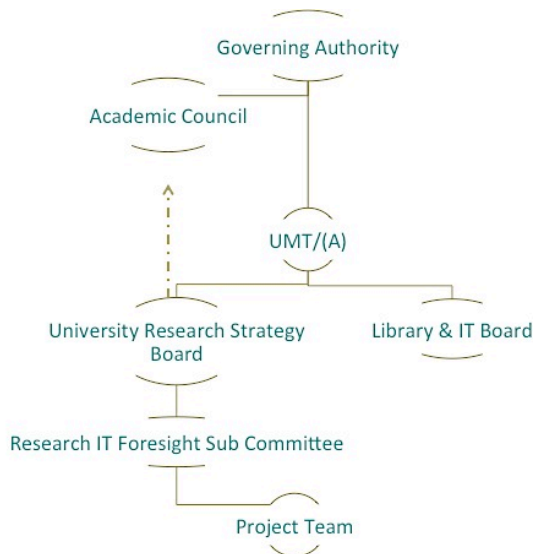 Governing Authority
Academic Council
UMT/(A)
University Research Strategy
Board
Library & IT Board
Research IT Foresight Sub Committee
Project Team